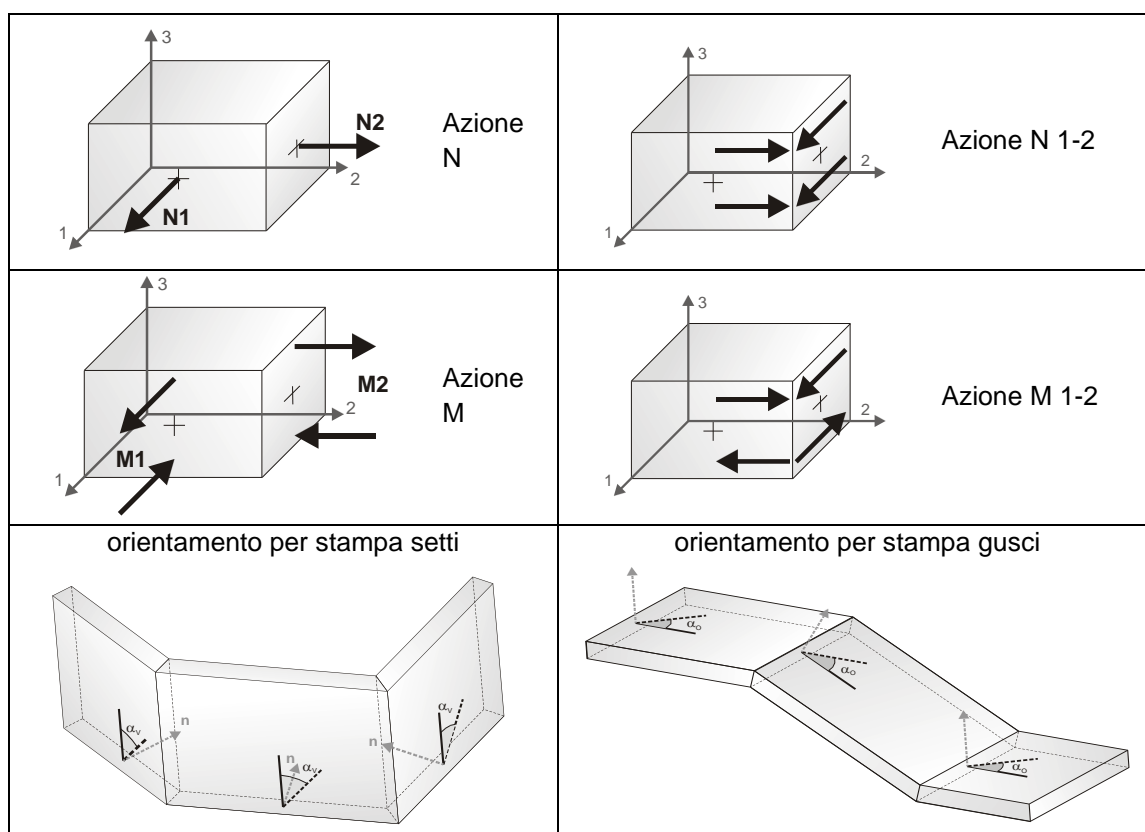 3
N2
2
N1
1
Azione
N
3
2
1
Azione N 1-2
3
M2
2
M1
1
Azione
M
3
2
1
Azione M 1-2
orientamento per stampa setti
αv
n
n
αv
n
αv
orientamento per stampa gusci
αo
αo
αo